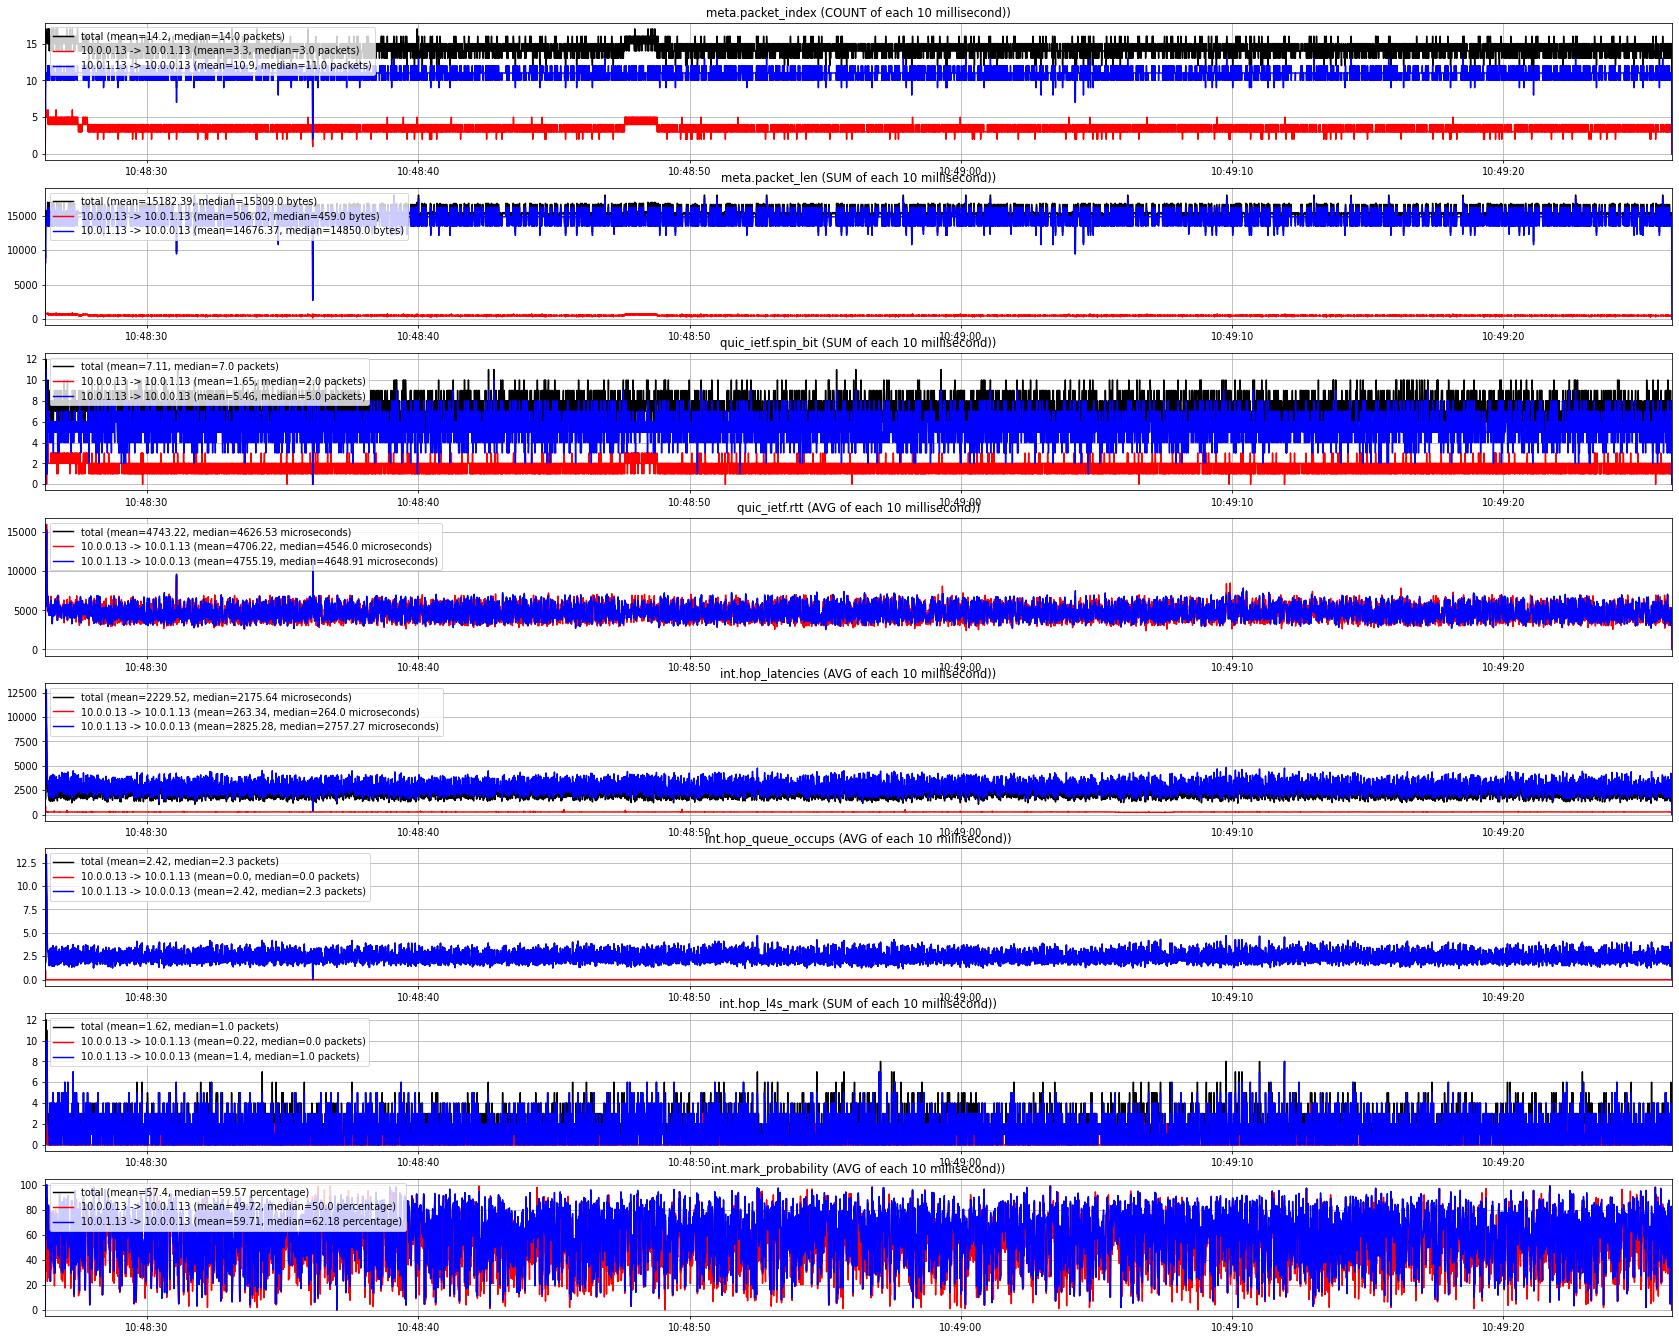 meta.packet_index (COUNT of each 10 millisecond))
total (mean=14.2, median=14.0 packets)
10.0.0.13 -> 10.0.1.13 (mean=3.3, median=3.0 packets)
10.0.1.13 -> 10.0.0.13 (mean=10.9, median=11.0 packets)
15
10
5
0
10:48:30 10:48:40 10:48:50 10:49:00 10:49:10 10:49:20
meta.packet_len (SUM of each 10 millisecond))
total (mean=15182.39, median=15309.0 bytes)
10.0.0.13 -> 10.0.1.13 (mean=506.02, median=459.0 bytes)
10.0.1.13 -> 10.0.0.13 (mean=14676.37, median=14850.0 bytes)
15000
10000
5000
0
10:48:30 10:48:40 10:48:50 10:49:00 10:49:10 10:49:20
quic_ietf.spin_bit (SUM of each 10 millisecond))
total (mean=7.11, median=7.0 packets)
10.0.0.13 -> 10.0.1.13 (mean=1.65, median=2.0 packets)
10.0.1.13 -> 10.0.0.13 (mean=5.46, median=5.0 packets)
12
10
8
6
4
2
0
10:48:30 10:48:40 10:48:50 10:49:00 10:49:10 10:49:20
quic_ietf.rtt (AVG of each 10 millisecond))
total (mean=4743.22, median=4626.53 microseconds)
10.0.0.13 -> 10.0.1.13 (mean=4706.22, median=4546.0 microseconds)
10.0.1.13 -> 10.0.0.13 (mean=4755.19, median=4648.91 microseconds)
15000
10000
5000
0
10:48:30 10:48:40 10:48:50 10:49:00 10:49:10 10:49:20
int.hop_latencies (AVG of each 10 millisecond))
total (mean=2229.52, median=2175.64 microseconds)
10.0.0.13 -> 10.0.1.13 (mean=263.34, median=264.0 microseconds)
10.0.1.13 -> 10.0.0.13 (mean=2825.28, median=2757.27 microseconds)
12500
10000
7500
5000
2500
0
10:48:30 10:48:40 10:48:50 10:49:00 10:49:10 10:49:20
int.hop_queue_occups (AVG of each 10 millisecond))
total (mean=2.42, median=2.3 packets)
10.0.0.13 -> 10.0.1.13 (mean=0.0, median=0.0 packets)
10.0.1.13 -> 10.0.0.13 (mean=2.42, median=2.3 packets)
12.5
10.0
7.5
5.0
2.5
0.0
10:48:30 10:48:40 10:48:50 10:49:00 10:49:10 10:49:20
int.hop_l4s_mark (SUM of each 10 millisecond))
total (mean=1.62, median=1.0 packets)
10.0.0.13 -> 10.0.1.13 (mean=0.22, median=0.0 packets)
10.0.1.13 -> 10.0.0.13 (mean=1.4, median=1.0 packets)
12
10
8
6
4
2
0
10:48:30 10:48:40 10:48:50 10:49:00 10:49:10 10:49:20
int.mark_probability (AVG of each 10 millisecond))
total (mean=57.4, median=59.57 percentage)
10.0.0.13 -> 10.0.1.13 (mean=49.72, median=50.0 percentage)
10.0.1.13 -> 10.0.0.13 (mean=59.71, median=62.18 percentage)
100
80
60
40
20
0
10:48:30 10:48:40 10:48:50 10:49:00 10:49:10 10:49:20